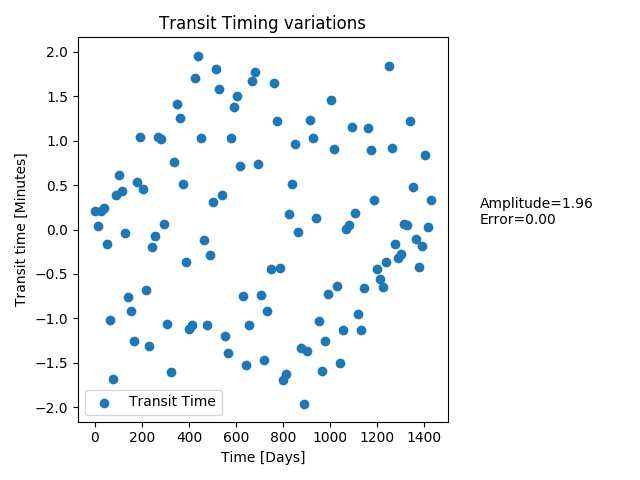 Transit Timing variations
Transit time [Minutes]
2.0
1.5
1.0
0.5
0.0
−0.5
−1.0
−1.5
−2.0
Transit Time
0 200 400 600 800 1000 1200 1400
Time [Days]
Amplitude=1.96
Error=0.00